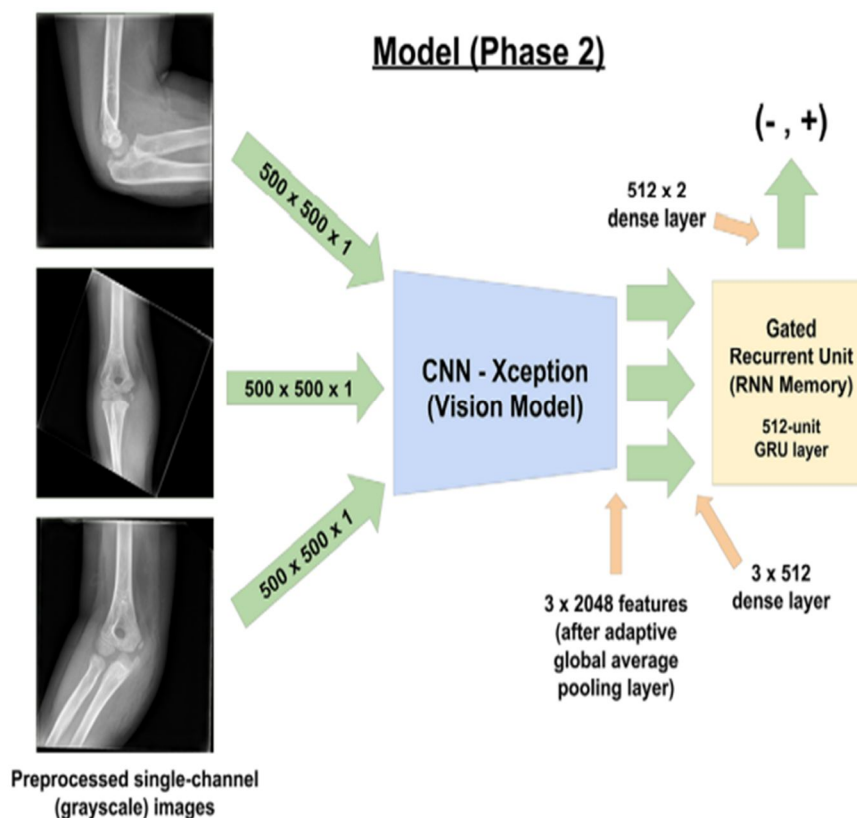 Model (Phase 2)
(- , +)
500 x 500 x 1
512 x 2
dense layer
500 x 500 x 1
CNN - Xception
(Vision Model)
Gated
Recurrent Unit
(RNN Memory)
512-unit
GRU layer
500 x 500 x 1
3 x 2048 features
(after adaptive
global average
pooling layer)
3 x 512
dense layer
Preprocessed single-channel
(grayscale) images